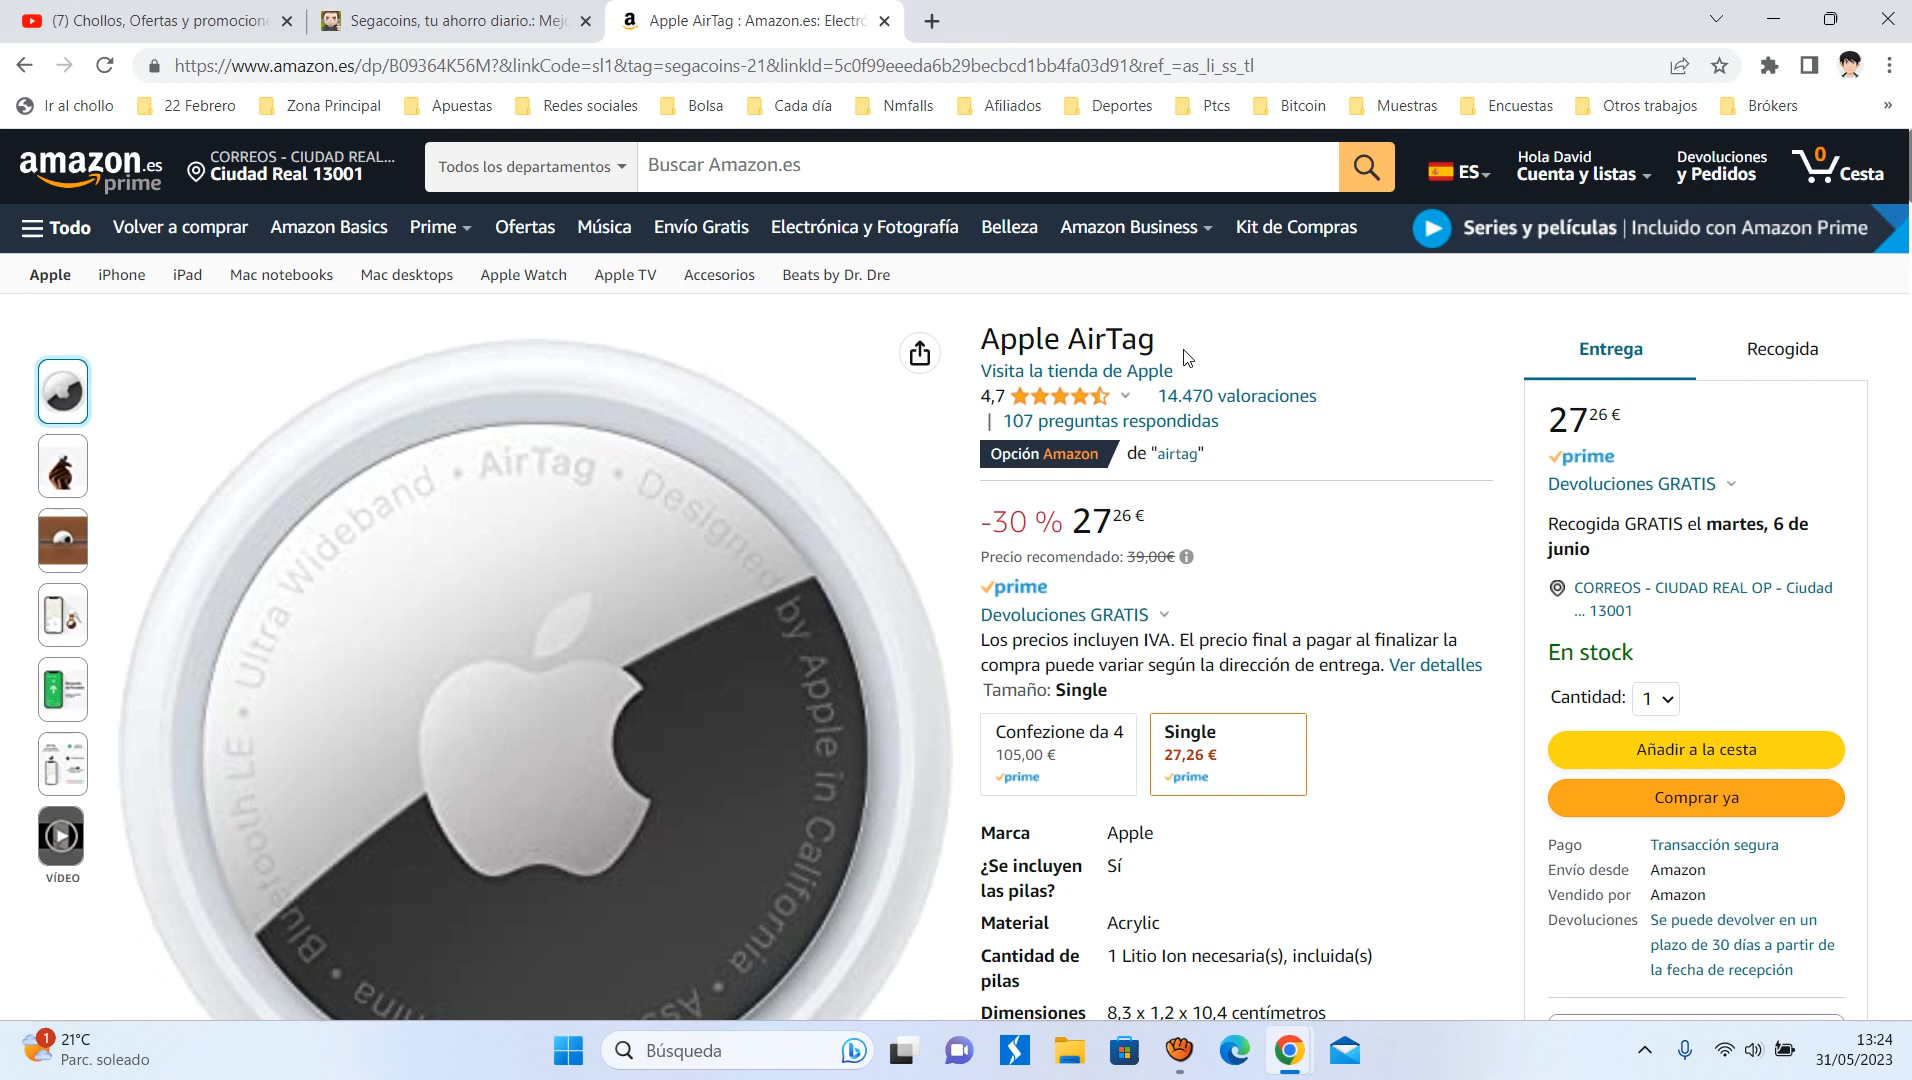 (7) Chollos, Ofertas y promocione
Segacoins, tu ahorro diario.: Mejo
Apple AirTag : Amazon.es: Electró
https://www.amazon.es/dp/B09364K56M?&linkCode=sl1&tag=segacoins-21&linkId=5c0f99eeeda6b29becbcd1bb4fa03d91&ref_=as_li_ss_tl
Ir al chollo
22 Febrero
Zona Principal
Apuestas
Redes sociales
Bolsa
Cada día
Nmfalls
Afiliados
Deportes
Ptcs
Bitcoin
Muestras
Encuestas
Otros trabajos
Brókers
»
amazon.es
prime
CORREOS - CIUDAD REAL...
Ciudad Real 13001
Todos los departamentos
Buscar Amazon.es
ES
Hola David
Cuenta y listas
Devoluciones
y Pedidos
0
Cesta
Todo
Volver a comprar
Amazon Basics
Prime
Ofertas
Música
Envío Gratis
Electrónica y Fotografía
Belleza
Amazon Business
Kit de Compras
Series y películas | Incluido con Amazon Prime
Apple
iPhone
iPad
Mac notebooks
Mac desktops
Apple Watch
Apple TV
Accesorios
Beats by Dr. Dre
VÍDEO
Bluetooth LE • Ultra Wideband • AirTag • Designed by Apple in California •
Apple AirTag
Visita la tienda de Apple
4,7
14.470 valoraciones
| 107 preguntas respondidas
Opción Amazon de "airtag"
-30 % 27 26 €
Precio recomendado: 39,00€
prime
Devoluciones GRATIS
Los precios incluyen IVA. El precio final a pagar al finalizar la
compra puede variar según la dirección de entrega. Ver detalles
Tamaño: Single
Confezione da 4
105,00 €
prime
Single
27,26 €
prime
Marca Apple
¿Se incluyen Sí
las pilas?
Material Acrylic
Cantidad de 1 Litio Ion necesaria(s), incluida(s)
pilas
Dimensiones 8,3 x 1,2 x 10,4 centímetros
Entrega
Recogida
27 26 €
prime
Devoluciones GRATIS
Recogida GRATIS el martes, 6 de
junio
CORREOS - CIUDAD REAL OP - Ciudad
... 13001
En stock
Cantidad: 1
Añadir a la cesta
Comprar ya
Pago Transacción segura
Envío desde Amazon
Vendido por Amazon
Devoluciones Se puede devolver en un
plazo de 30 días a partir de
la fecha de recepción
1
21°C
Parc. soleado
Búsqueda
13:24
31/05/2023